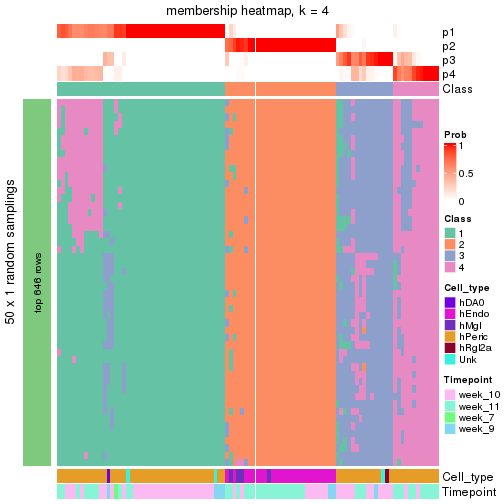 membership heatmap, k = 4
p1
p2
p3
p4
Class
50 x 1 random samplings
top 646 rows
Prob
1
0.5
0
Class
1
2
3
4
Cell_type
hDA0
hEndo
hMgl
hPeric
hRgl2a
Unk
Timepoint
week_10
week_11
week_7
week_9
Cell_type
Timepoint